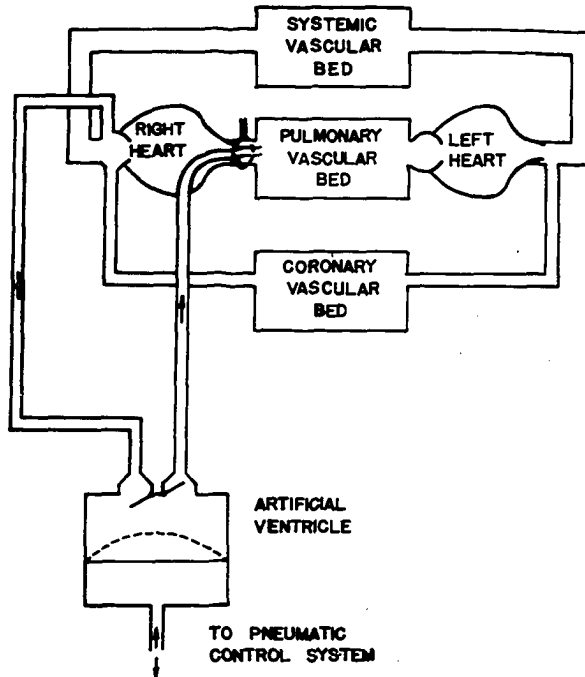 SYSTEMIC
VASCULAR
BED
RIGHT
HEART
PULMONARY
VASCULAR
BED
LEFT
HEART
CORONARY
VASCULAR
BED
ARTIFICIAL
VENTRICLE
TO PNEUMATIC
CONTROL SYSTEM